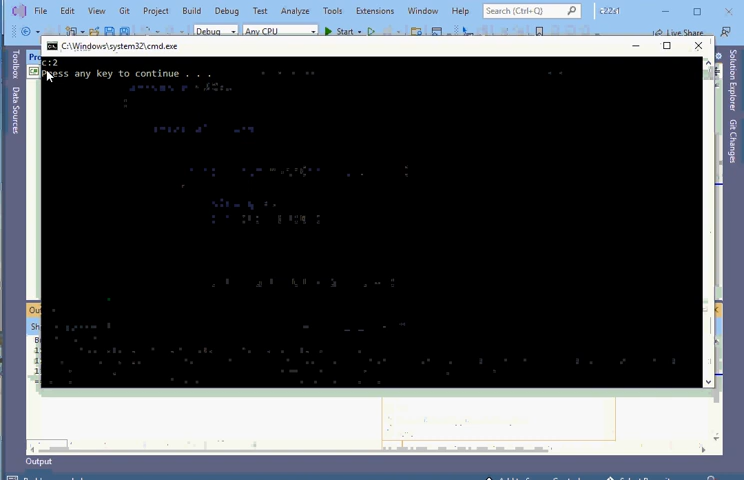 File Edit View Git Project Build Debug Test Analyze Tools Extensions Window Help Search (Ctrl+Q) c22s1
Debug Any CPU Start Live Share
C:\Windows\system32\cmd.exe
c:2
Press any key to continue . . .
Toolbox
Data Sources
Solution Explorer
Git Changes
Output